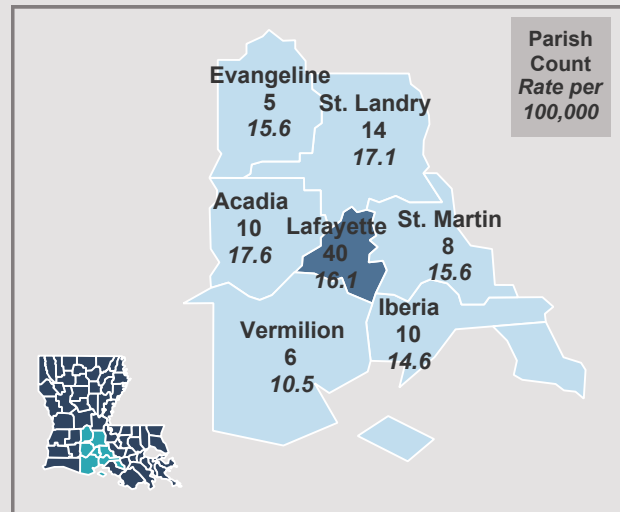 Parish
Count
Rate per
100,000
Evangeline
5
15.6
St. Landry
14
17.1
Acadia
10
17.6
Lafayette
40
16.1
St. Martin
8
15.6
Iberia
10
14.6
Vermilion
6
10.5